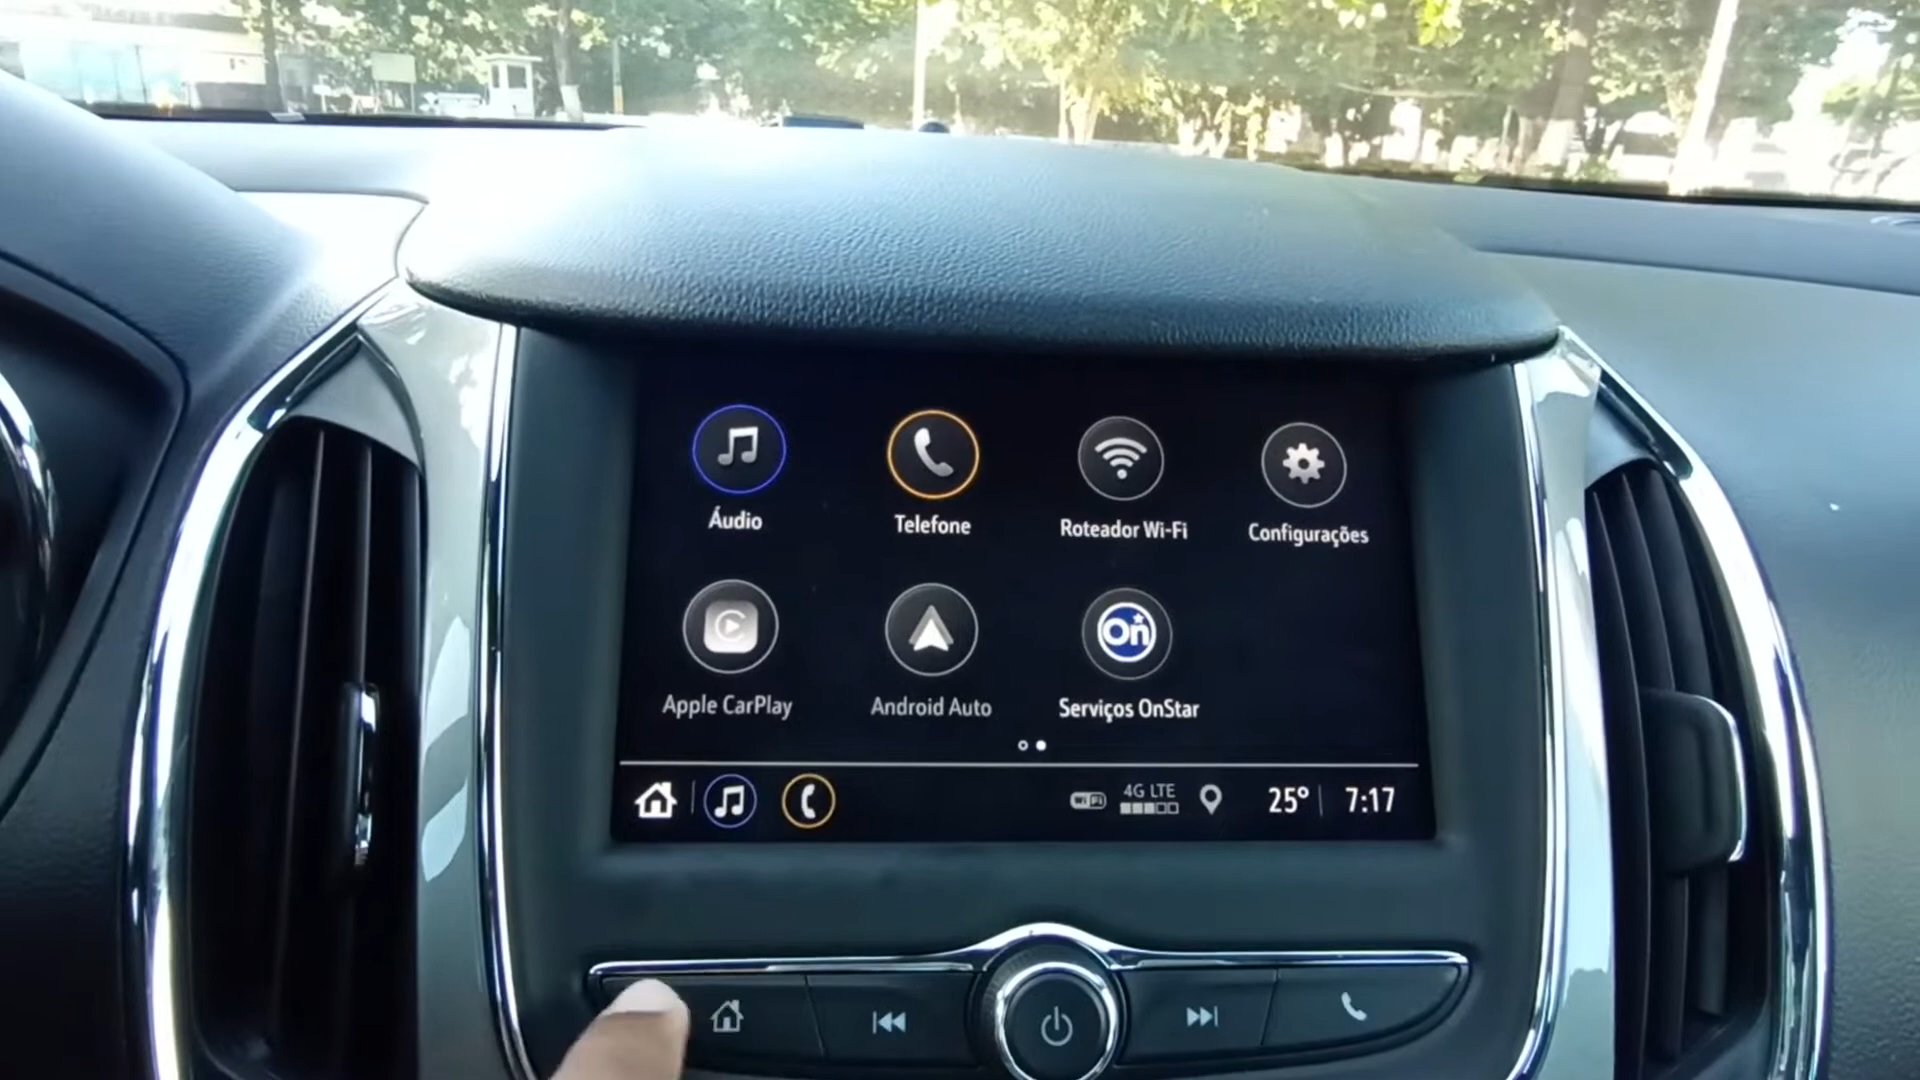 Áudio
Telefone
Roteador Wi-Fi
Configurações
Apple CarPlay
Android Auto
On
Serviços OnStar
WiFi
4G LTE
25°
7:17